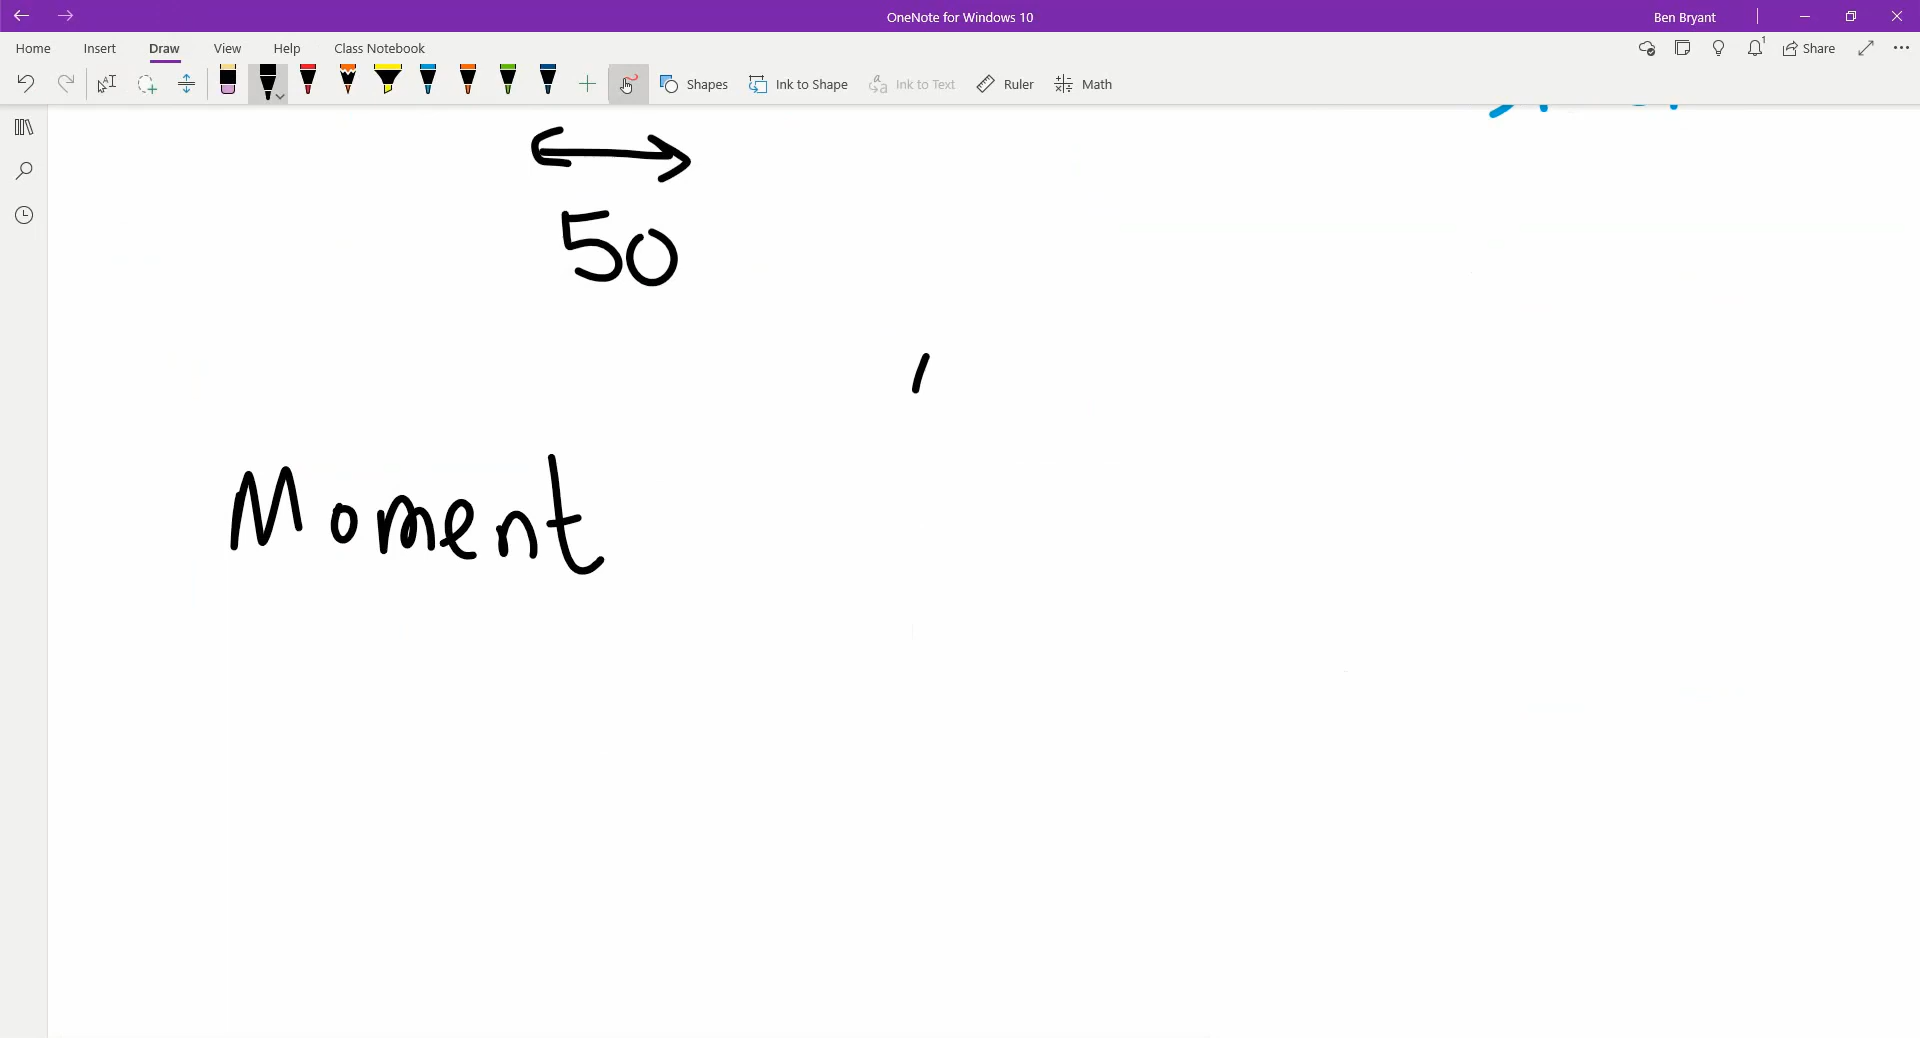 OneNote for Windows 10
Ben Bryant
Home Insert Draw View Help Class Notebook
1 Share
Shapes Ink to Shape Ink to Text Ruler Math
50
Moment